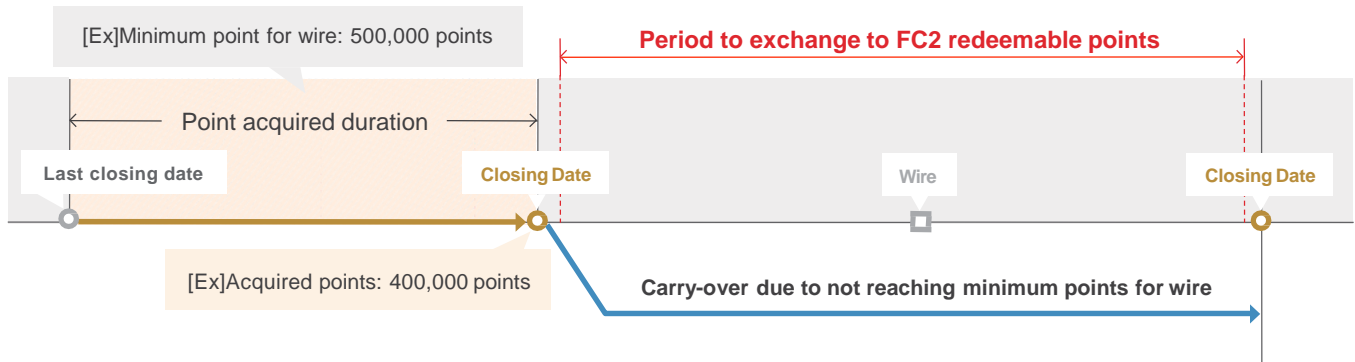 [Ex]Minimum point for wire: 500,000 points
Period to exchange to FC2 redeemable points
Point acquired duration
Last closing date
Closing Date
Wire
Closing Date
[Ex]Acquired points: 400,000 points
Carry-over due to not reaching minimum points for wire